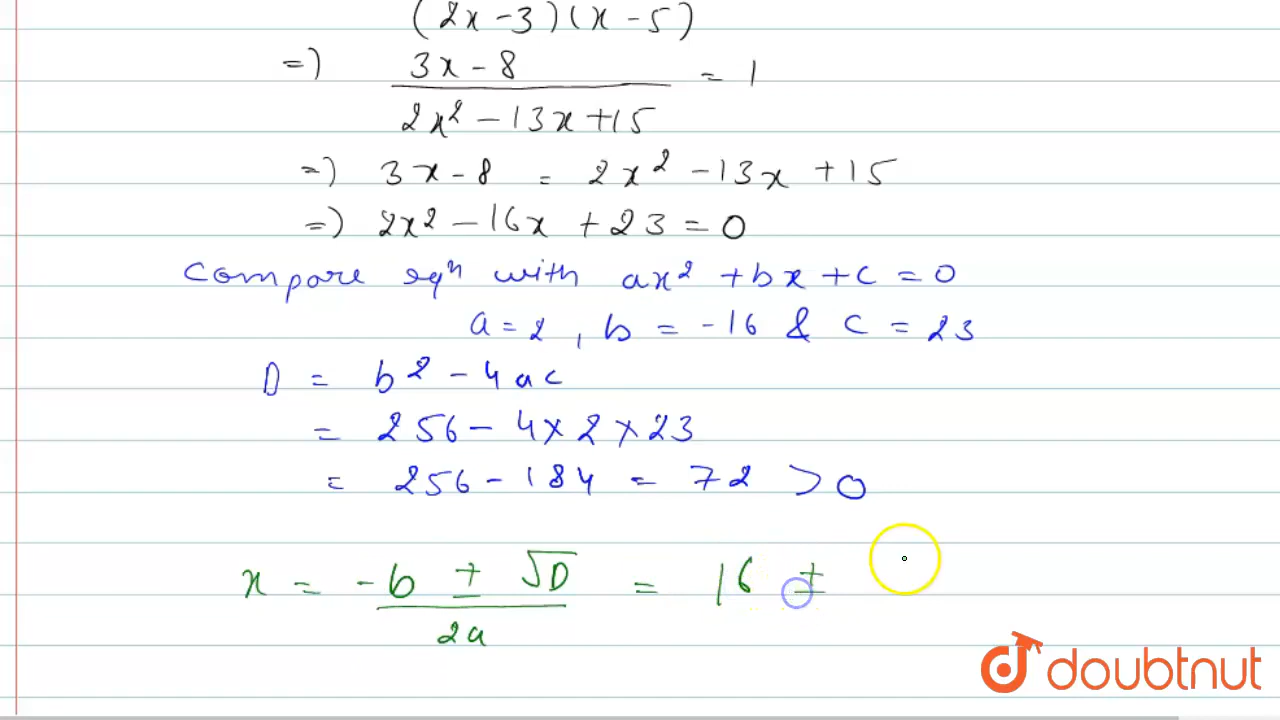 (2x-3)(x-5)
=) 3x-8 / 2x²-13x+15 = 1
=) 3x-8 = 2x²-13x+15
=) 2x²-16x+23=0
Compare eqⁿ with ax²+bx+c=0
a=2, b=-16 & c=23
D = b²-4ac
= 256-4×2×23
= 256-184 = 72 > 0
x = -b ± √D / 2a = 16 ±
doubtnut